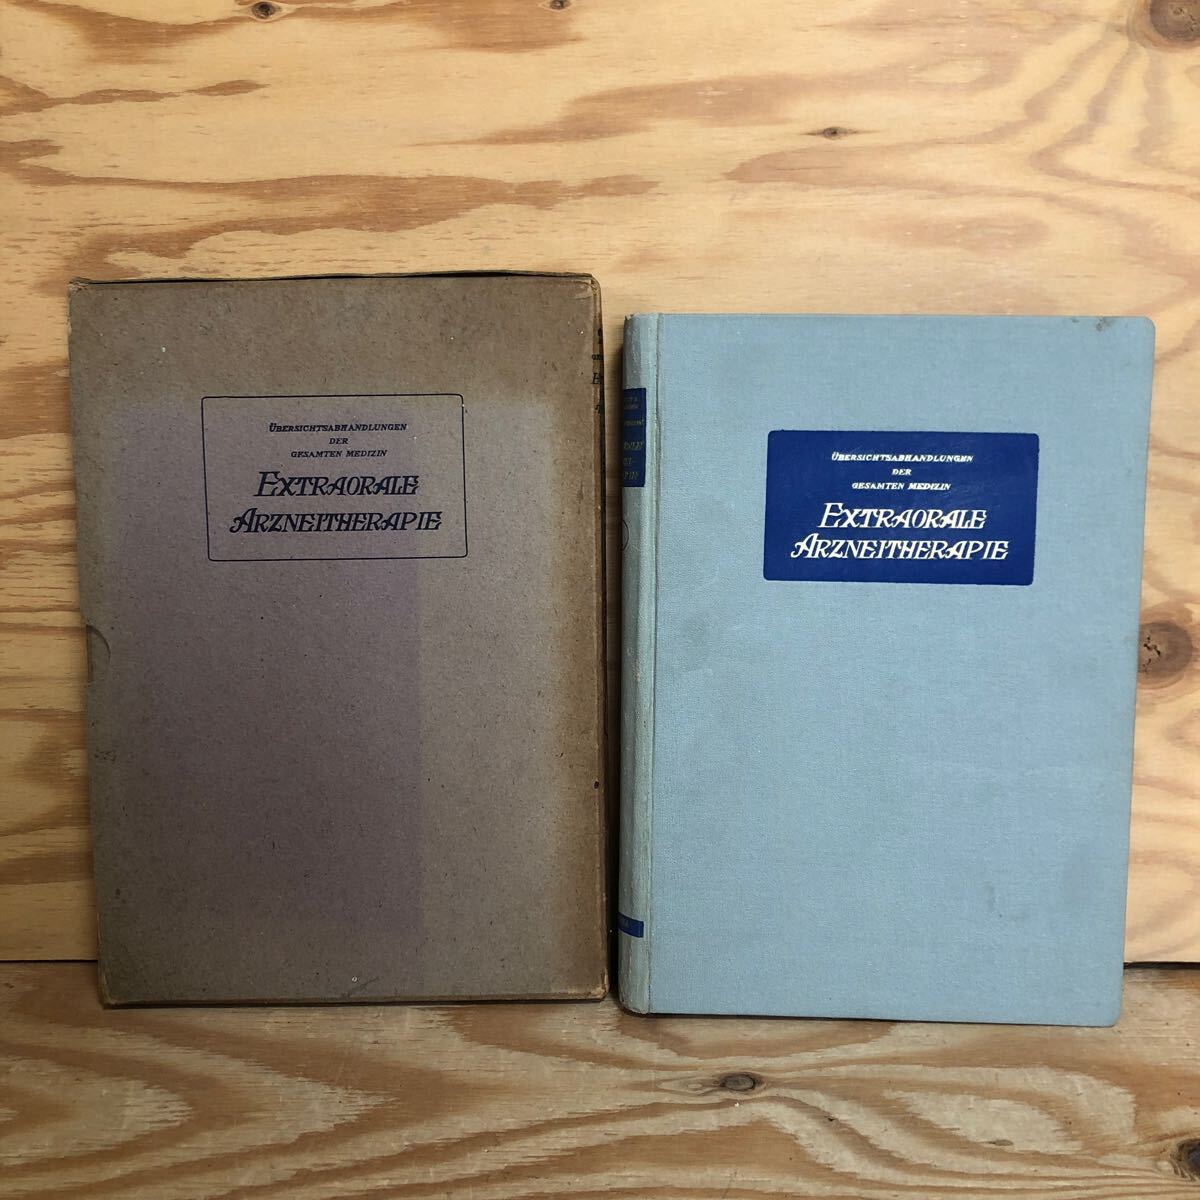 ÜBERSICHTSABHANDLUNGEN
DER
GESAMTEN MEDIZIN
EXTRAORALE
ARZNEITHERAPIE
ÜBERSICHTSABHANDLUNGEN
DER
GESAMTEN MEDIZIN
EXTRAORALE
ARZNEITHERAPIE